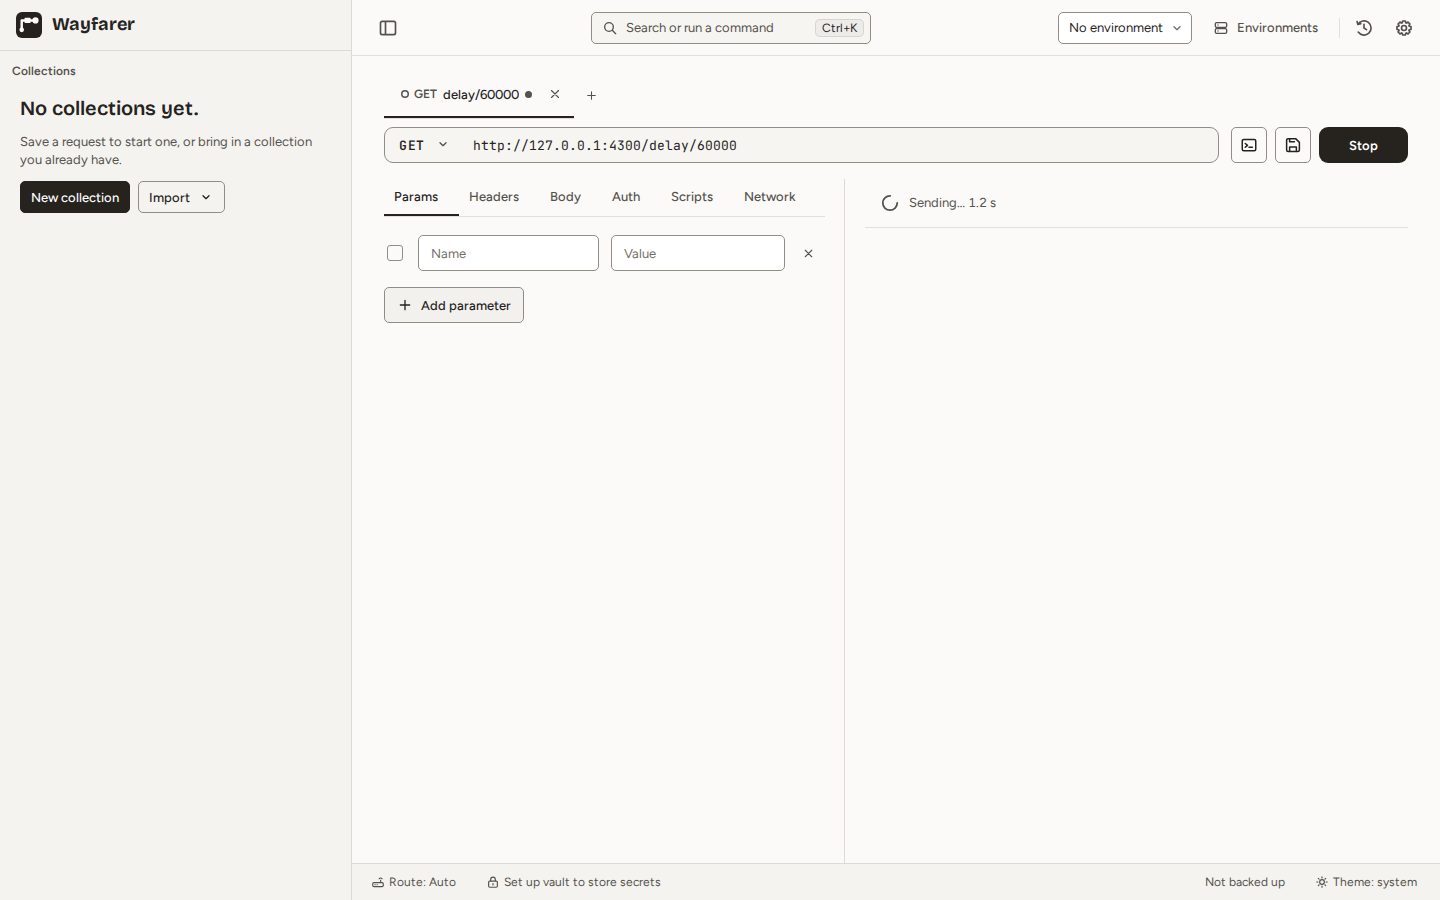 Wayfarer
Search or run a command
Ctrl+K
No environment
Environments
Collections
No collections yet.
Save a request to start one, or bring in a collection
you already have.
New collection
Import
GET delay/60000
GET
http://127.0.0.1:4300/delay/60000
Stop
Params
Headers
Body
Auth
Scripts
Network
Name
Value
Add parameter
Sending... 1.2 s
Route: Auto
Set up vault to store secrets
Not backed up
Theme: system